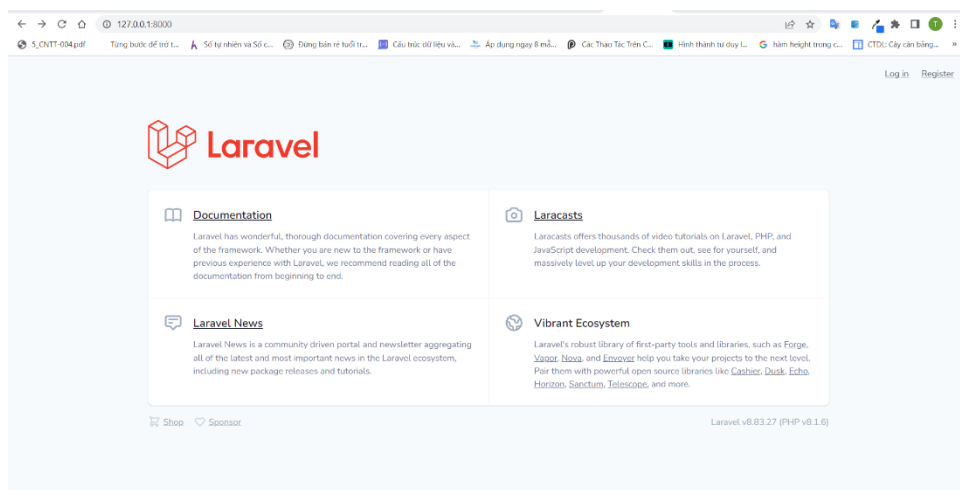 127.0.0.1:8000
5_CNTT-004.pdf Từng bước để trở t... Số tự nhiên và Số c... Đừng bán rẻ tuổi tr... Cấu trúc dữ liệu và... Áp dụng ngay 8 mẫ... Các Thao Tác Trên C... Hình thành tư duy l... hàm height trong c... CTDL: Cây cân bằng... »
Log in Register
Laravel
Documentation
Laravel has wonderful, thorough documentation covering every aspect
of the framework. Whether you are new to the framework or have
previous experience with Laravel, we recommend reading all of the
documentation from beginning to end.
Laracasts
Laracasts offers thousands of video tutorials on Laravel, PHP, and
JavaScript development. Check them out, see for yourself, and
massively level up your development skills in the process.
Laravel News
Laravel News is a community driven portal and newsletter aggregating
all of the latest and most important news in the Laravel ecosystem,
including new package releases and tutorials.
Vibrant Ecosystem
Laravel's robust library of first-party tools and libraries, such as Forge,
Vapor, Nova, and Envoyer help you take your projects to the next level.
Pair them with powerful open source libraries like Cashier, Dusk, Echo,
Horizon, Sanctum, Telescope, and more.
Shop Sponsor
Laravel v8.83.27 (PHP v8.1.6)